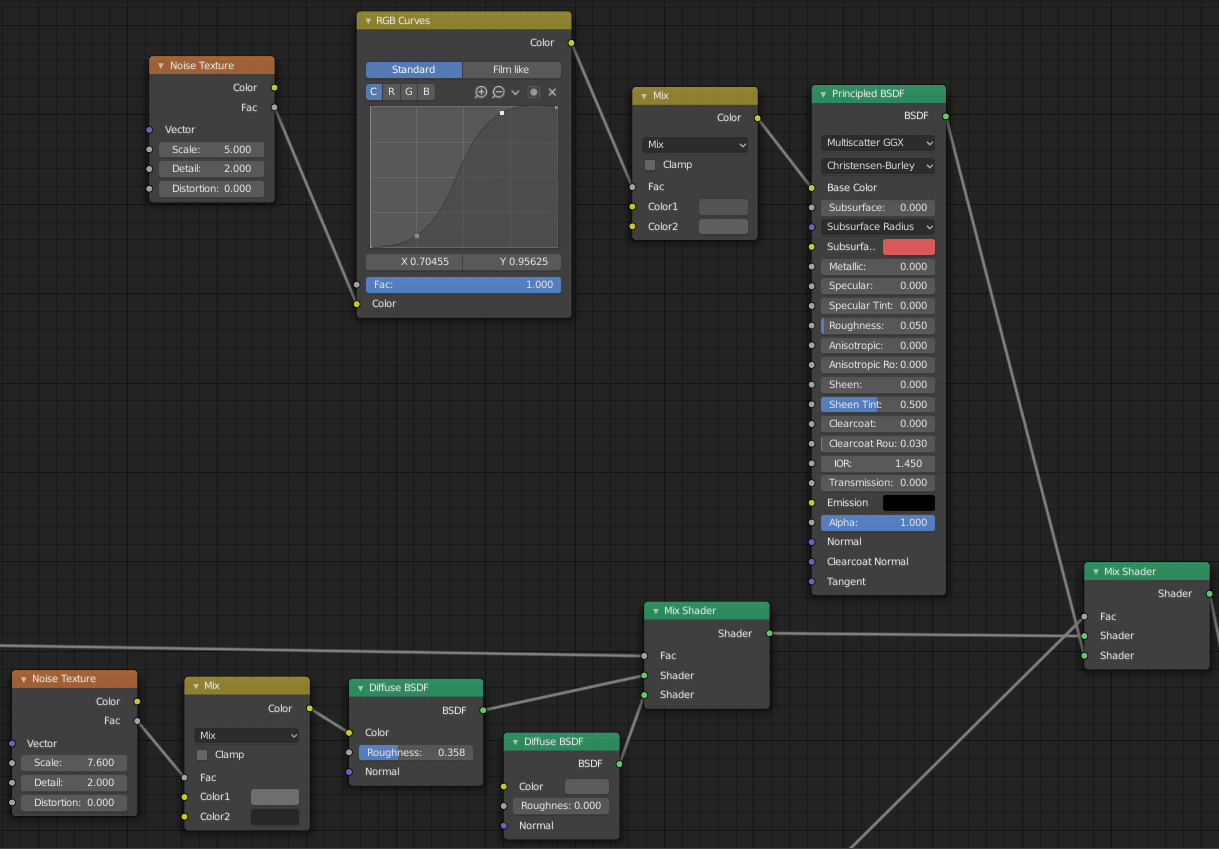 RGB Curves
Color
Standard Film like
C R G B
X 0.70455 Y 0.95625
Fac: 1.000
Color
Noise Texture
Color
Fac
Vector
Scale: 5.000
Detail: 2.000
Distortion: 0.000
Mix
Color
Mix
Clamp
Fac
Color1
Color2
Principled BSDF
BSDF
Multiscatter GGX
Christensen-Burley
Base Color
Subsurface: 0.000
Subsurface Radius
Subsurfa..
Metallic: 0.000
Specular: 0.000
Specular Tint: 0.000
Roughness: 0.050
Anisotropic: 0.000
Anisotropic Ro: 0.000
Sheen: 0.000
Sheen Tint: 0.500
Clearcoat: 0.000
Clearcoat Rou: 0.030
IOR: 1.450
Transmission: 0.000
Emission
Alpha: 1.000
Normal
Clearcoat Normal
Tangent
Mix Shader
Shader
Fac
Shader
Shader
Mix Shader
Shader
Fac
Shader
Shader
Noise Texture
Color
Fac
Vector
Scale: 7.600
Detail: 2.000
Distortion: 0.000
Mix
Color
Mix
Clamp
Fac
Color1
Color2
Diffuse BSDF
BSDF
Color
Roughness: 0.358
Normal
Diffuse BSDF
BSDF
Color
Roughnes: 0.000
Normal